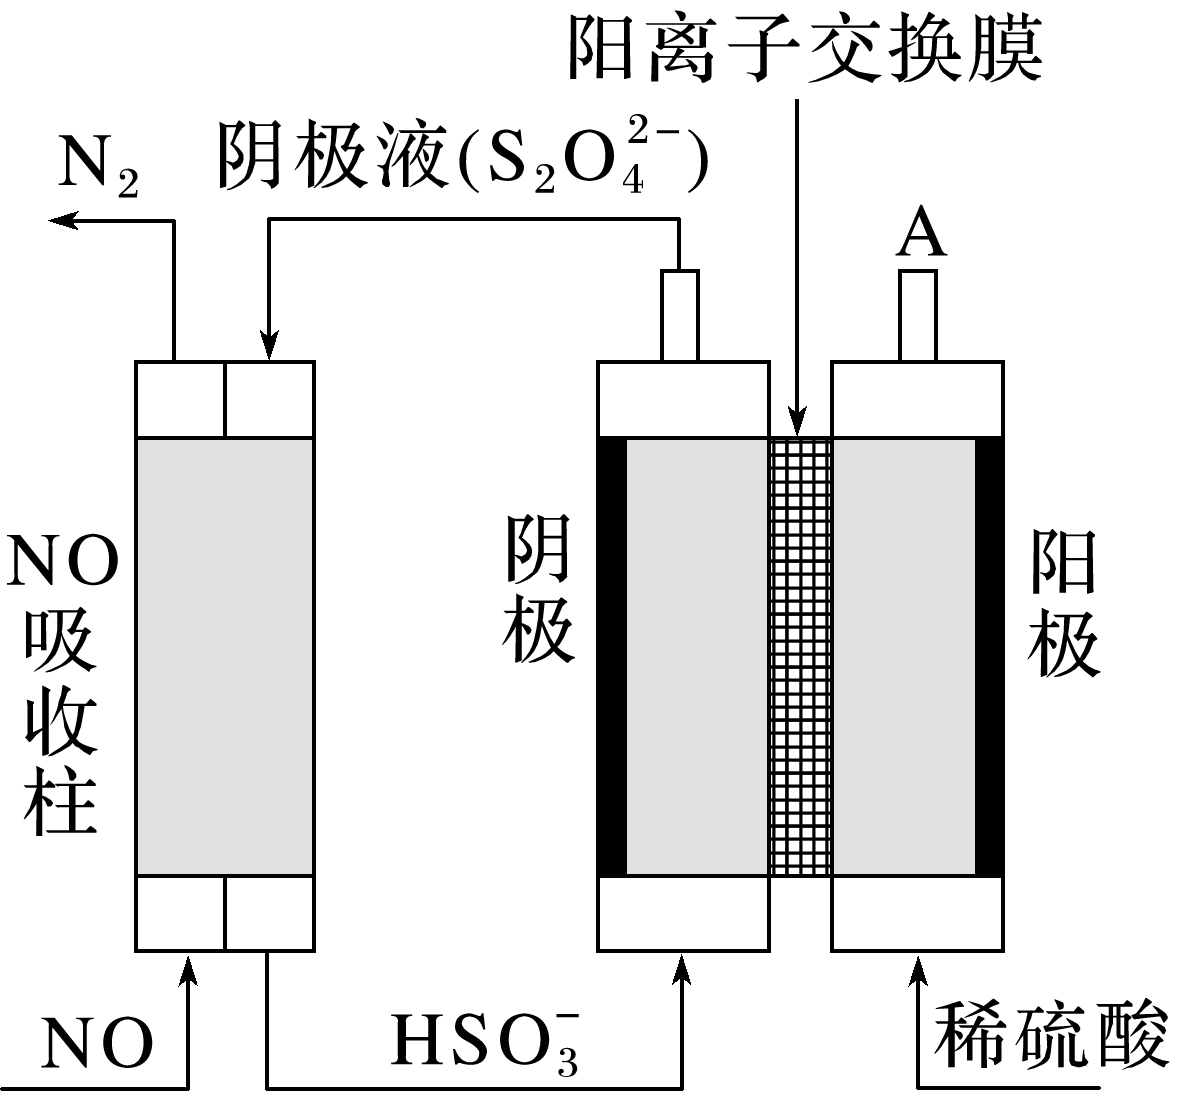 阳离子交换膜
N₂
阴极液(S₂O₄²⁻)
A
NO
吸
收
柱
阴
极
阳
极
NO
HSO₃⁻
稀硫酸